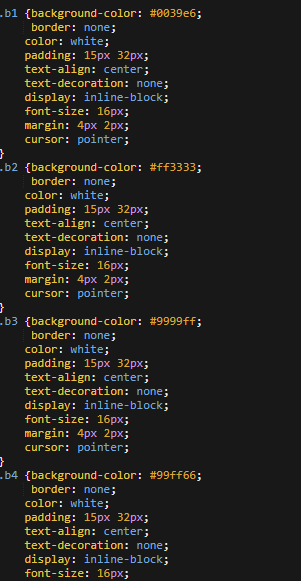 .b1 {background-color: #0039e6;
border: none;
color: white;
padding: 15px 32px;
text-align: center;
text-decoration: none;
display: inline-block;
font-size: 16px;
margin: 4px 2px;
cursor: pointer;
}
.b2 {background-color: #ff3333;
border: none;
color: white;
padding: 15px 32px;
text-align: center;
text-decoration: none;
display: inline-block;
font-size: 16px;
margin: 4px 2px;
cursor: pointer;
}
.b3 {background-color: #9999ff;
border: none;
color: white;
padding: 15px 32px;
text-align: center;
text-decoration: none;
display: inline-block;
font-size: 16px;
margin: 4px 2px;
cursor: pointer;
}
.b4 {background-color: #99ff66;
border: none;
color: white;
padding: 15px 32px;
text-align: center;
text-decoration: none;
display: inline-block;
font-size: 16px;